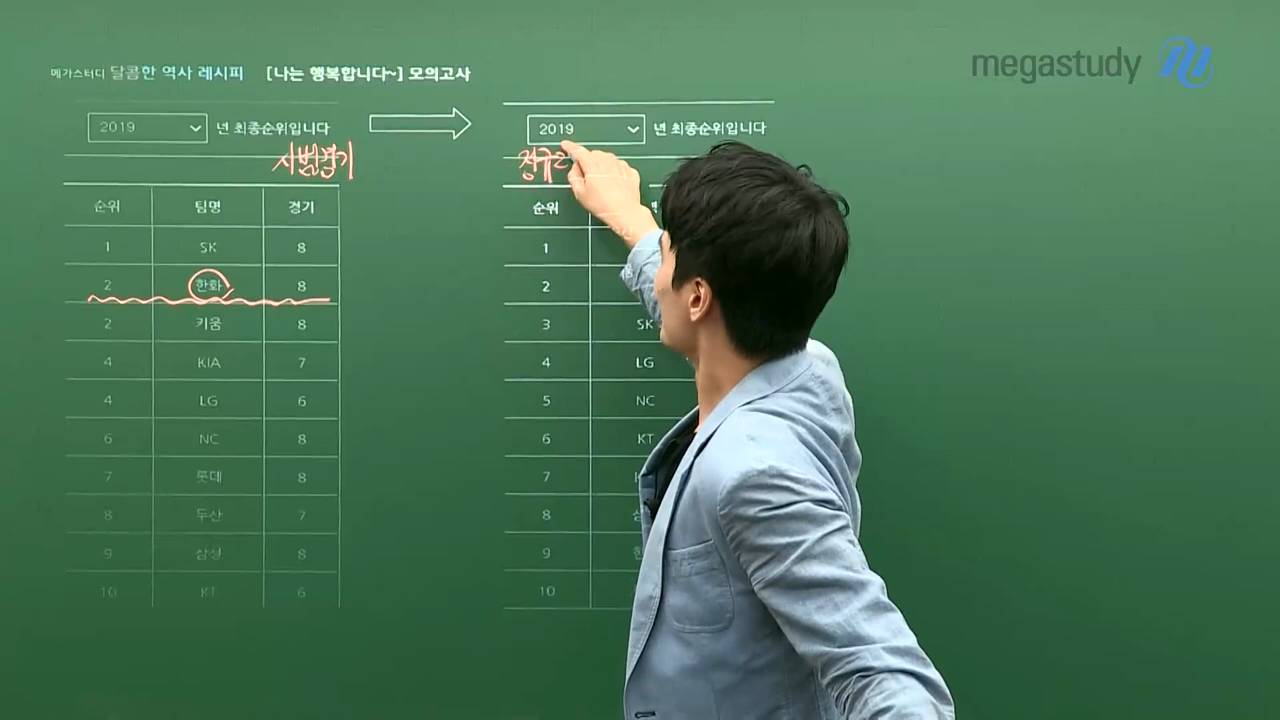 메가스터디 달콤한 역사 레시피 [나는 행복합니다~] 모의고사
megastudy
2019 년 최종순위입니다
시범경기
순위 팀명 경기
1 SK 8
2 한화 8
2 키움 8
4 KIA 7
4 LG 6
6 NC 8
7 롯데 8
8 두산 7
9 삼성 8
10 KT 6
2019 년 최종순위입니다
정규
순위
1
2
3 SK
4 LG
5 NC
6 KT
7
8
9
10